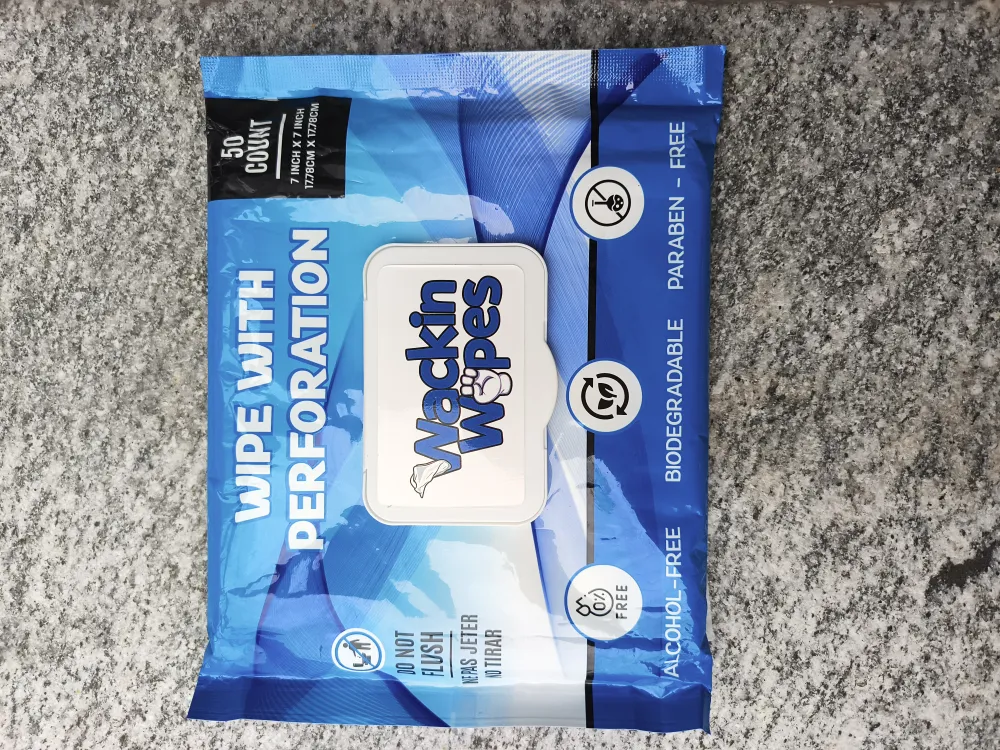 50
COUNT
7 INCH X 7 INCH
17.78CM X 17.78CM
WIPE WITH
PERFORATION
Wackin
Wipes
DO NOT
FLUSH
NE PAS JETER
NO TIRAR
0%
FREE
ALCOHOL-FREE BIODEGRADABLE PARABEN - FREE